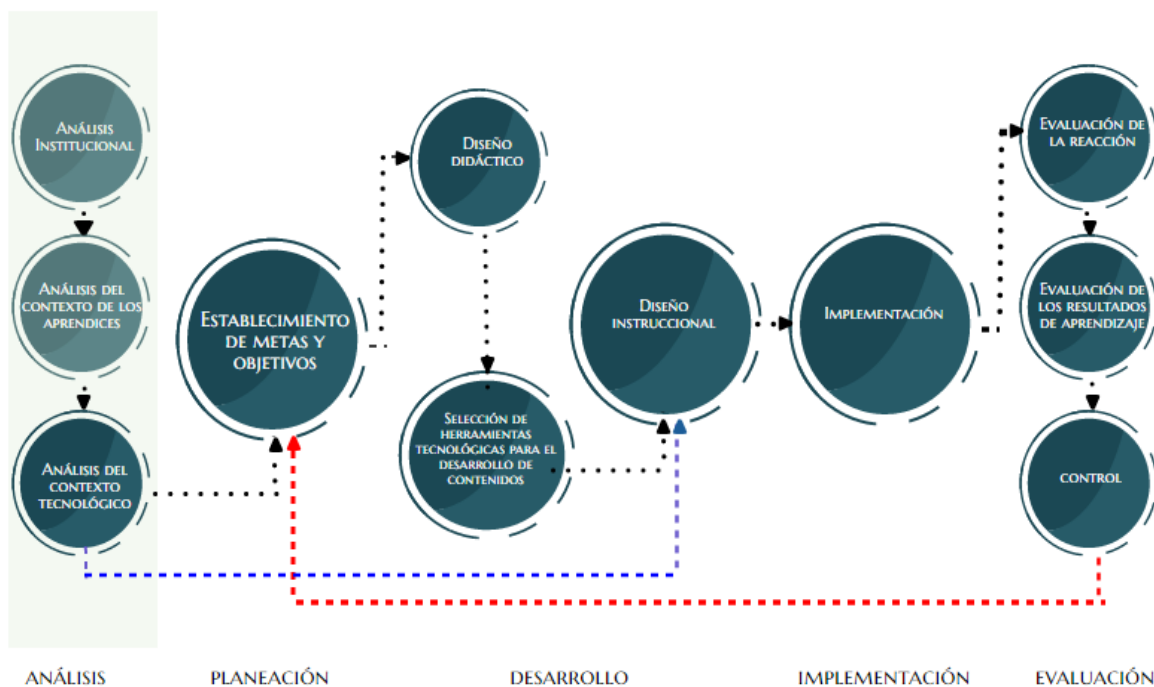 ANÁLISIS
INSTITUCIONAL
ANÁLISIS DEL
CONTEXTO DE LOS
APRENDICES
ANÁLISIS DEL
CONTEXTO
TECNOLÓGICO
ESTABLECIMIENTO
DE METAS Y
OBJETIVOS
DISEÑO
DIDÁCTICO
SELECCIÓN DE
HERRAMIENTAS
TECNOLÓGICAS PARA EL
DESARROLLO DE
CONTENIDOS
DISEÑO
INSTRUCCIONAL
IMPLEMENTACIÓN
EVALUACIÓN DE
LA REACCIÓN
EVALUACIÓN DE
LOS RESULTADOS
DE APRENDIZAJE
CONTROL
ANÁLISIS
PLANEACIÓN
DESARROLLO
IMPLEMENTACIÓN
EVALUACIÓN